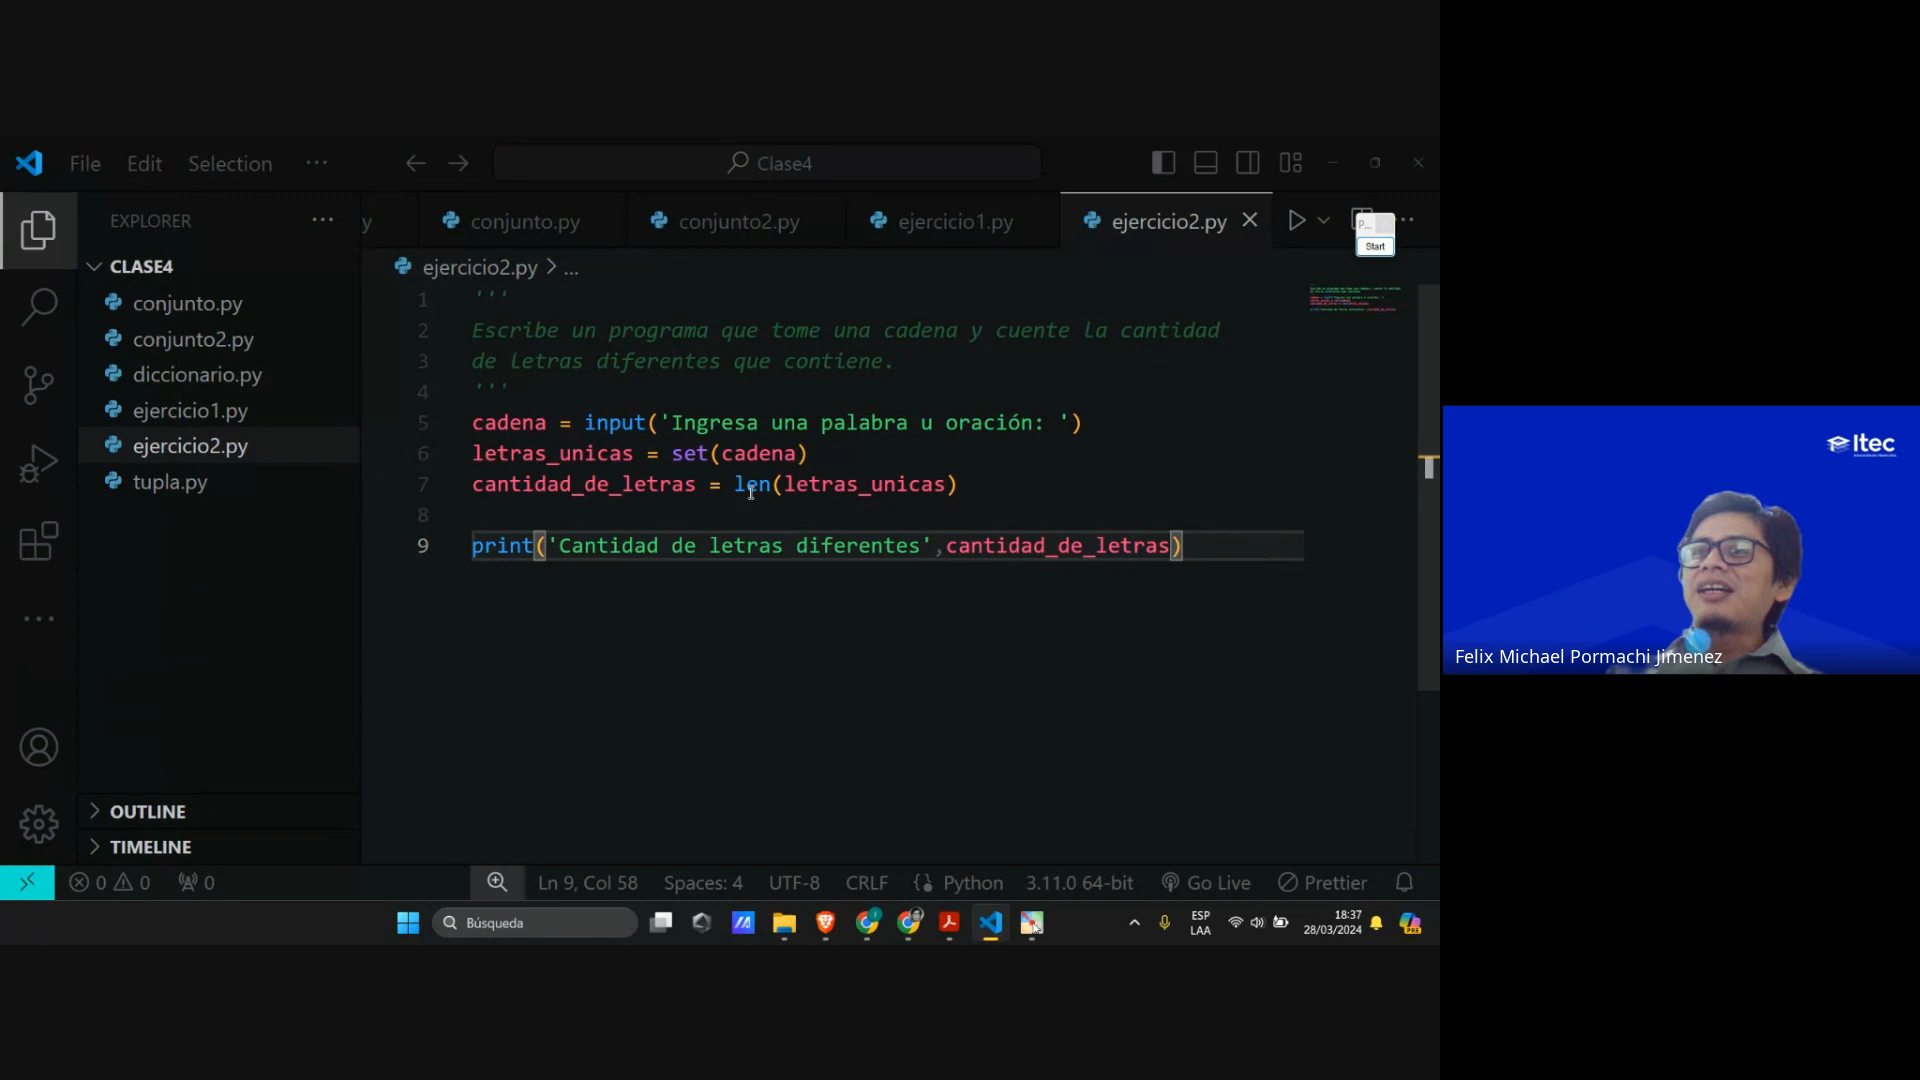 File Edit Selection ···
Clase4
EXPLORER ···
y conjunto.py conjunto2.py ejercicio1.py ejercicio2.py
P...
Start
CLASE4
conjunto.py
conjunto2.py
diccionario.py
ejercicio1.py
ejercicio2.py
tupla.py
OUTLINE
TIMELINE
ejercicio2.py > ...
1 '''
2 Escribe un programa que tome una cadena y cuente la cantidad
3 de letras diferentes que contiene.
4 '''
5 cadena = input('Ingresa una palabra u oración: ')
6 letras_unicas = set(cadena)
7 cantidad_de_letras = len(letras_unicas)
8
9 print('Cantidad de letras diferentes',cantidad_de_letras)
0 0 0 Ln 9, Col 58 Spaces: 4 UTF-8 CRLF Python 3.11.0 64-bit Go Live Prettier
Búsqueda
ESP
LAA
18:37
28/03/2024
PRE
Itec
Felix Michael Pormachi Jimenez